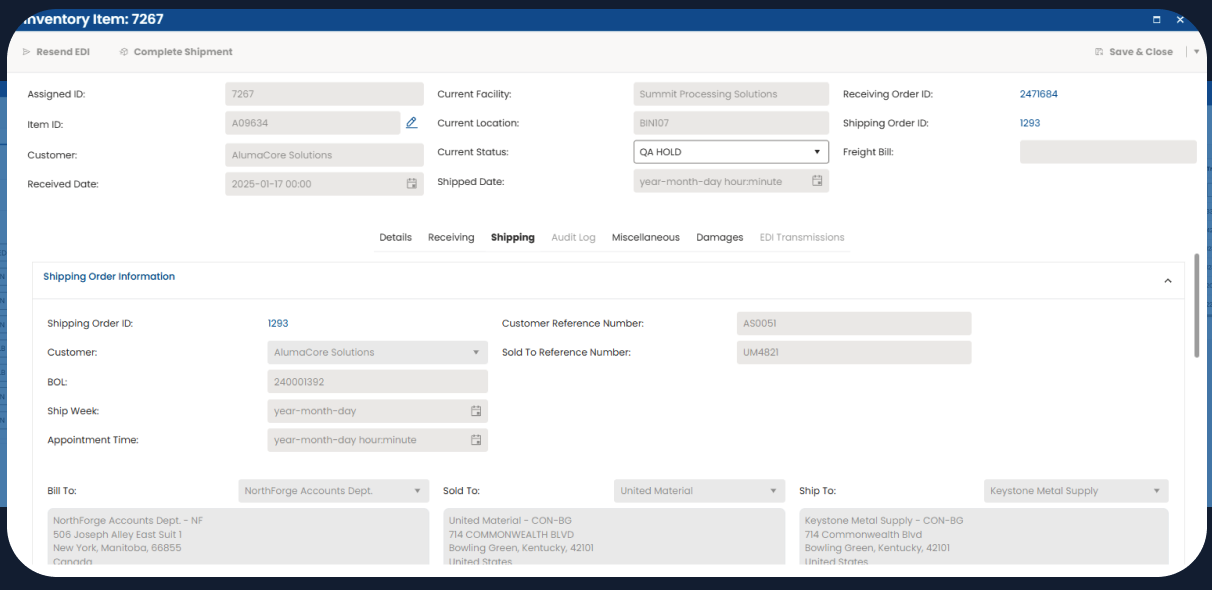 Inventory Item: 7267
Resend EDI
Complete Shipment
Save & Close
Assigned ID:
7267
Current Facility:
Summit Processing Solutions
Receiving Order ID:
2471684
Item ID:
A09634
Current Location:
BIN107
Shipping Order ID:
1293
Customer:
AlumaCore Solutions
Current Status:
QA HOLD
Freight Bill:
Received Date:
2025-01-17 00:00
Shipped Date:
year-month-day hour:minute
Details
Receiving
Shipping
Audit Log
Miscellaneous
Damages
EDI Transmissions
Shipping Order Information
Shipping Order ID:
1293
Customer Reference Number:
AS0051
Customer:
AlumaCore Solutions
Sold To Reference Number:
UM4821
BOL:
240001392
Ship Week:
year-month-day
Appointment Time:
year-month-day hour:minute
Bill To:
NorthForge Accounts Dept.
Sold To:
United Material
Ship To:
Keystone Metal Supply
NorthForge Accounts Dept. - NF
506 Joseph Alley East Suit 1
New York, Manitoba, 66855
Canada
United Material - CON-BG
714 COMMONWEALTH BLVD
Bowling Green, Kentucky, 42101
United States
Keystone Metal Supply - CON-BG
714 Commonwealth Blvd
Bowling Green, Kentucky, 42101
United States